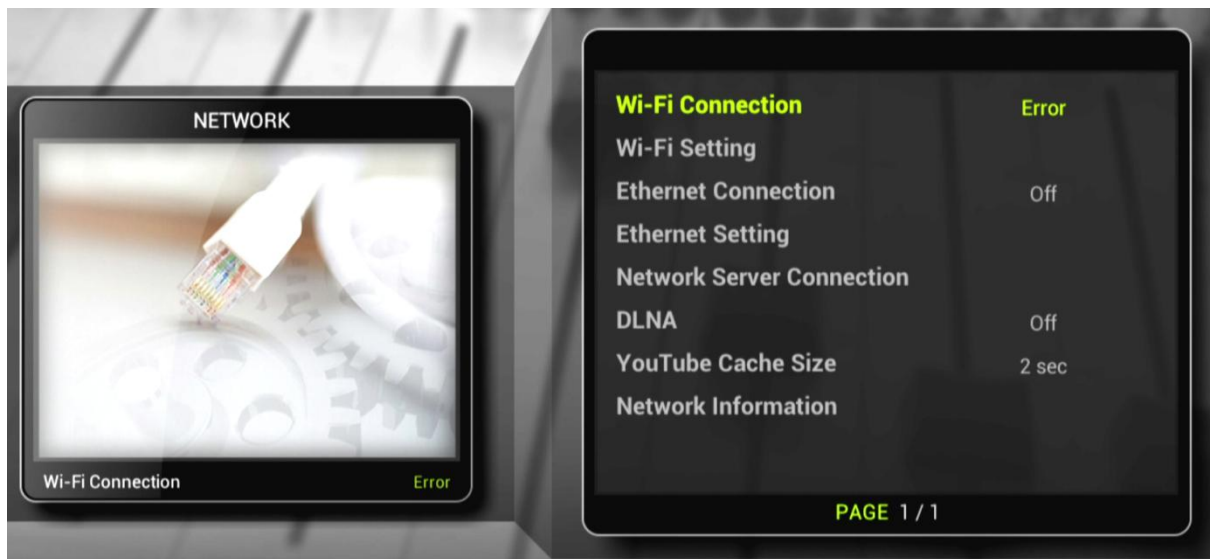 NETWORK
Wi-Fi Connection Error
Wi-Fi Connection Error
Wi-Fi Setting
Ethernet Connection Off
Ethernet Setting
Network Server Connection
DLNA Off
YouTube Cache Size 2 sec
Network Information
PAGE 1 / 1